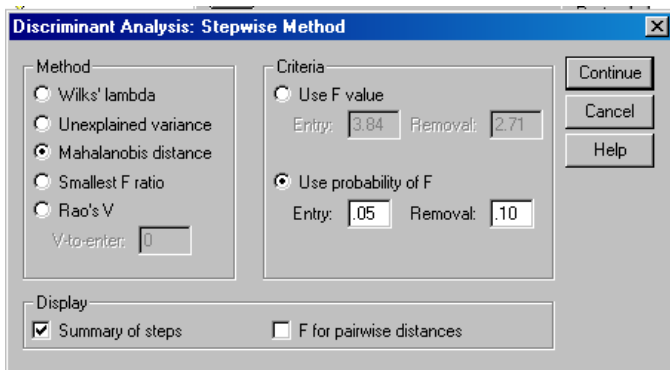 Discriminant Analysis: Stepwise Method
Method
Wilks' lambda
Unexplained variance
Mahalanobis distance
Smallest F ratio
Rao's V
V-to-enter: 0
Criteria
Use F value
Entry: 3.84 Removal: 2.71
Use probability of F
Entry: .05 Removal: .10
Continue
Cancel
Help
Display
Summary of steps
F for pairwise distances